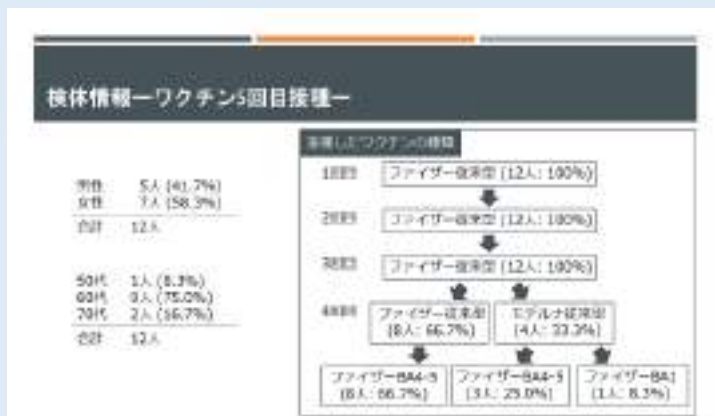 検体情報ーワクチン5回目接種ー
男性 5人 (41.7%)
女性 7人 (58.3%)
合計 12人
50代 1人 (8.3%)
60代 9人 (75.0%)
70代 2人 (16.7%)
合計 12人
接種したワクチンの種類
1回目 ファイザー従来型 (12人: 100%)
2回目 ファイザー従来型 (12人: 100%)
3回目 ファイザー従来型 (12人: 100%)
4回目 ファイザー従来型 モデルナ従来型
(8人: 66.7%) (4人: 33.3%)
ファイザーBA4-5 ファイザーBA4-5 ファイザーBA1
(8人: 66.7%) (3人: 25.0%) (1人: 8.3%)